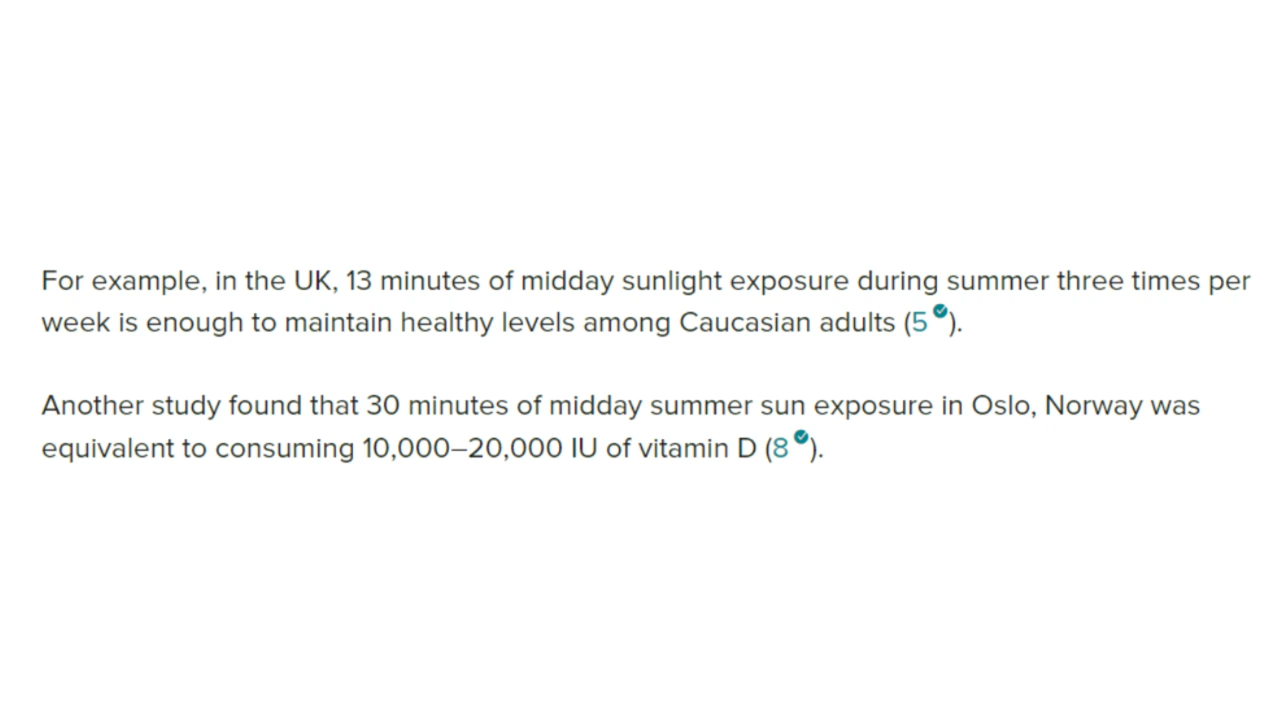 For example, in the UK, 13 minutes of midday sunlight exposure during summer three times per
week is enough to maintain healthy levels among Caucasian adults (5).
Another study found that 30 minutes of midday summer sun exposure in Oslo, Norway was
equivalent to consuming 10,000–20,000 IU of vitamin D (8).